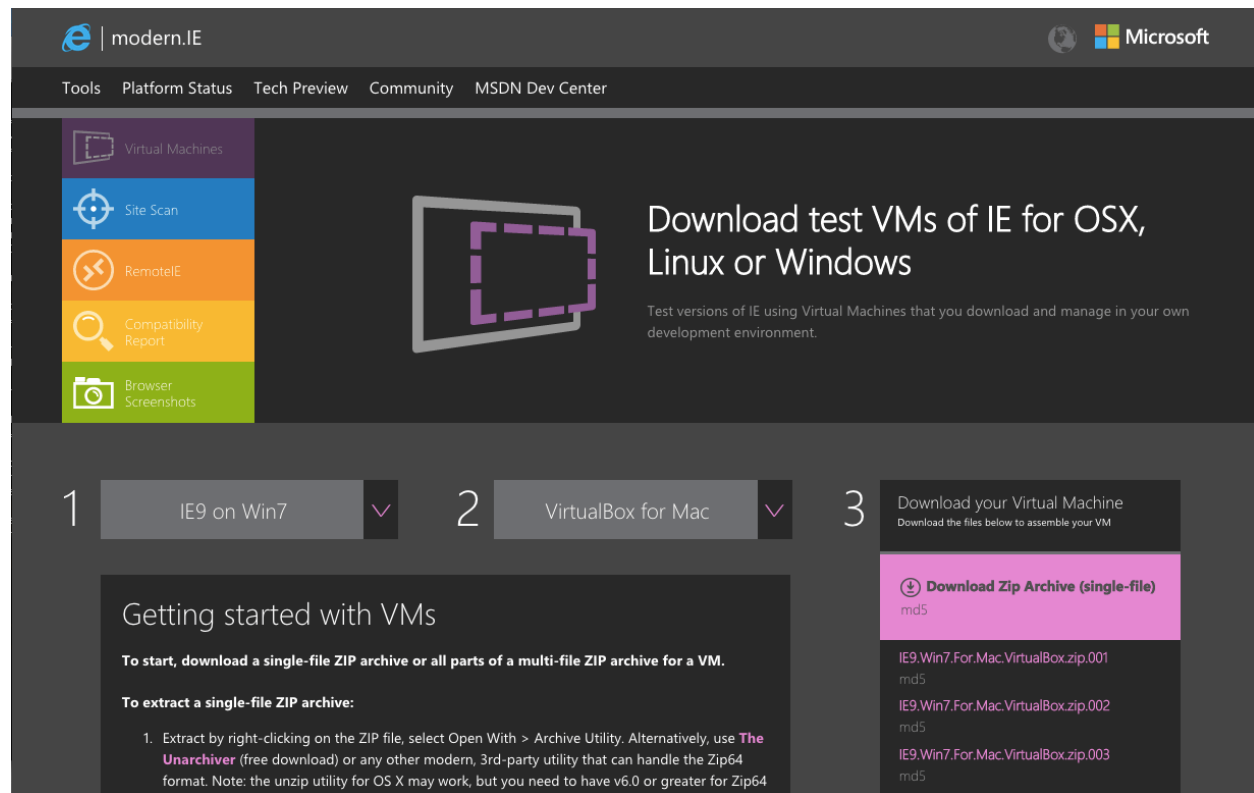 modern.IE
Microsoft
Tools Platform Status Tech Preview Community MSDN Dev Center
Virtual Machines
Site Scan
RemoteIE
Compatibility
Report
Browser
Screenshots
Download test VMs of IE for OSX,
Linux or Windows
Test versions of IE using Virtual Machines that you download and manage in your own
development environment.
1
IE9 on Win7
2
VirtualBox for Mac
3
Download your Virtual Machine
Download the files below to assemble your VM
Download Zip Archive (single-file)
md5
IE9.Win7.For.Mac.VirtualBox.zip.001
md5
IE9.Win7.For.Mac.VirtualBox.zip.002
md5
IE9.Win7.For.Mac.VirtualBox.zip.003
md5
Getting started with VMs
To start, download a single-file ZIP archive or all parts of a multi-file ZIP archive for a VM.
To extract a single-file ZIP archive:
1. Extract by right-clicking on the ZIP file, select Open With > Archive Utility. Alternatively, use The
Unarchiver (free download) or any other modern, 3rd-party utility that can handle the Zip64
format. Note: the unzip utility for OS X may work, but you need to have v6.0 or greater for Zip64